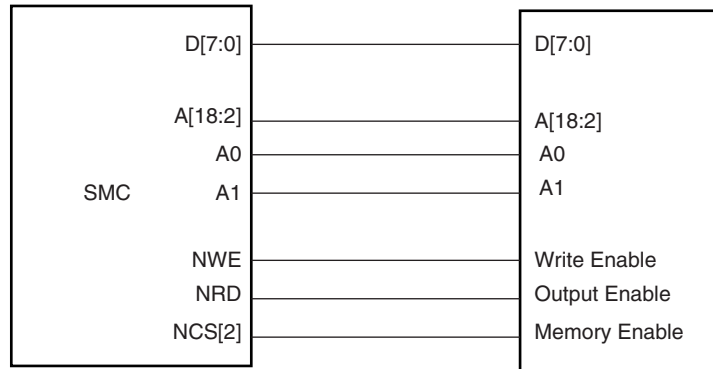 D[7:0] D[7:0]
A[18:2] A[18:2]
A0 A0
SMC A1 A1
NWE Write Enable
NRD Output Enable
NCS[2] Memory Enable